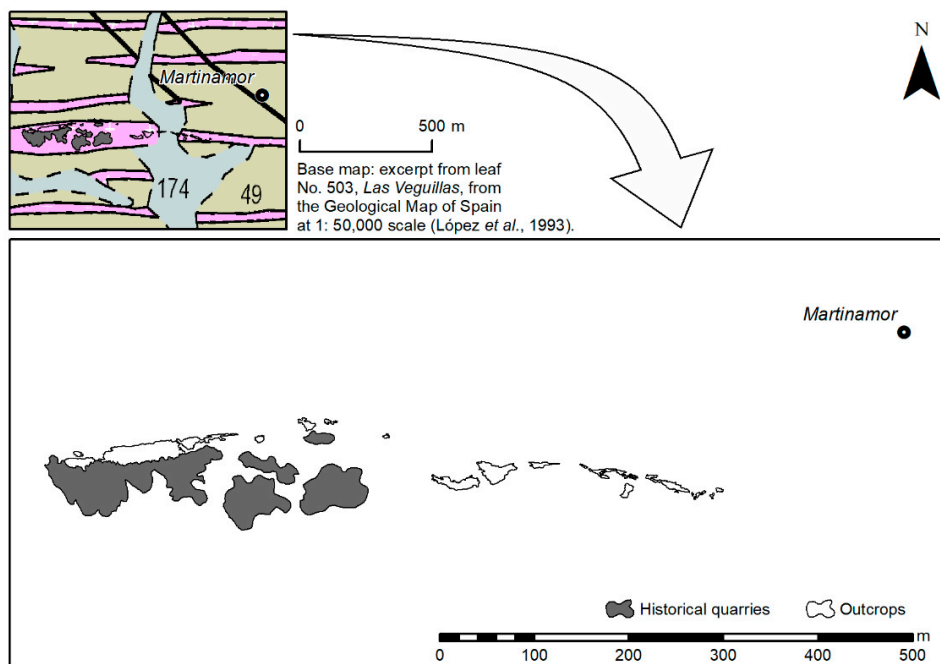 N
Martinamor
174
49
0
500 m
Base map: excerpt from leaf
No. 503, Las Veguillas, from
the Geological Map of Spain
at 1: 50,000 scale (López et al., 1993).
Martinamor
Historical quarries
Outcrops
m
0
100
200
300
400
500